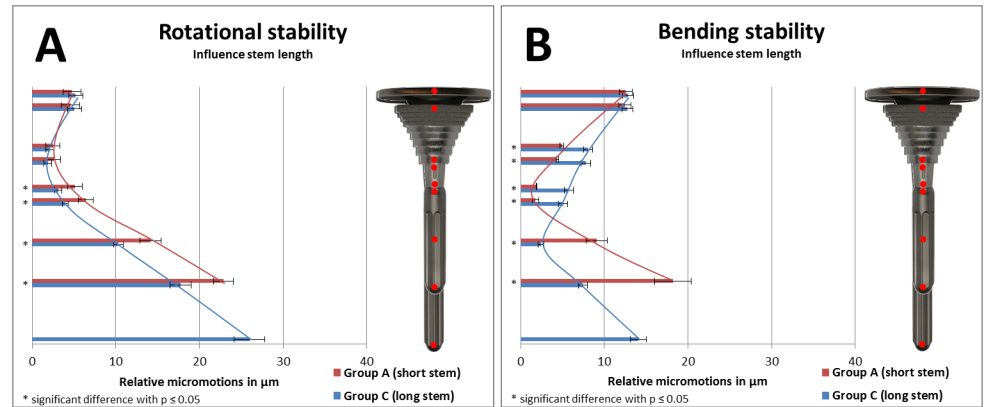 A
Rotational stability
Influence stem length
*
*
*
*
0 10 20 30 40
Relative micromotions in µm
Group A (short stem)
Group C (long stem)
* significant difference with p ≤ 0.05
B
Bending stability
Influence stem length
*
*
*
*
*
*
0 10 20 30 40
Relative micromotions in µm
Group A (short stem)
Group C (long stem)
* significant difference with p ≤ 0.05